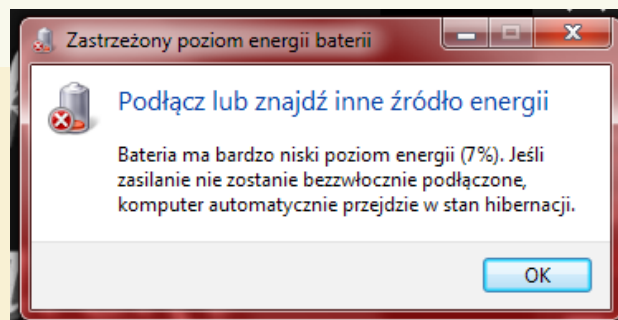 Zastrzeżony poziom energii baterii
Podłącz lub znajdź inne źródło energii
Bateria ma bardzo niski poziom energii (7%). Jeśli
zasilanie nie zostanie bezzwłocznie podłączone,
komputer automatycznie przejdzie w stan hibernacji.
OK